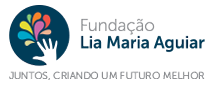 Fundação
Lia Maria Aguiar
JUNTOS, CRIANDO UM FUTURO MELHOR